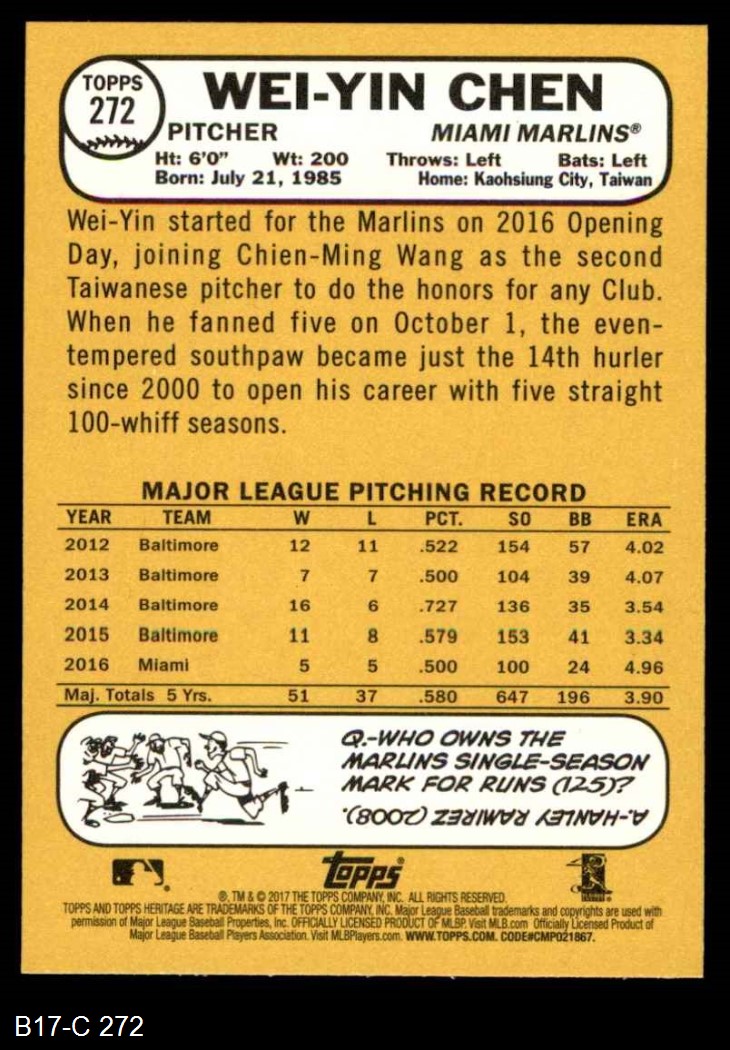 TOPPS
272
WEI-YIN CHEN
PITCHER MIAMI MARLINS®
Ht: 6'0" Wt: 200 Throws: Left Bats: Left
Born: July 21, 1985 Home: Kaohsiung City, Taiwan
Wei-Yin started for the Marlins on 2016 Opening
Day, joining Chien-Ming Wang as the second
Taiwanese pitcher to do the honors for any Club.
When he fanned five on October 1, the even-
tempered southpaw became just the 14th hurler
since 2000 to open his career with five straight
100-whiff seasons.
MAJOR LEAGUE PITCHING RECORD
YEAR TEAM W L PCT. SO BB ERA
2012 Baltimore 12 11 .522 154 57 4.02
2013 Baltimore 7 7 .500 104 39 4.07
2014 Baltimore 16 6 .727 136 35 3.54
2015 Baltimore 11 8 .579 153 41 3.34
2016 Miami 5 5 .500 100 24 4.96
Maj. Totals 5 Yrs. 51 37 .580 647 196 3.90
Q.-WHO OWNS THE
MARLINS SINGLE-SEASON
MARK FOR RUNS (125)?
A.-HANLEY RAMIREZ (2008).
topps®
®, TM & © 2017 THE TOPPS COMPANY, INC. ALL RIGHTS RESERVED.
TOPPS AND TOPPS HERITAGE ARE TRADEMARKS OF THE TOPPS COMPANY, INC. Major League Baseball trademarks and copyrights are used with
permission of Major League Baseball Properties, Inc. OFFICIALLY LICENSED PRODUCT OF MLBP. Visit MLB.com Officially Licensed Product of
Major League Baseball Players Association. Visit MLBPlayers.com. WWW.TOPPS.COM. CODE#CMP021867.
B17-C 272